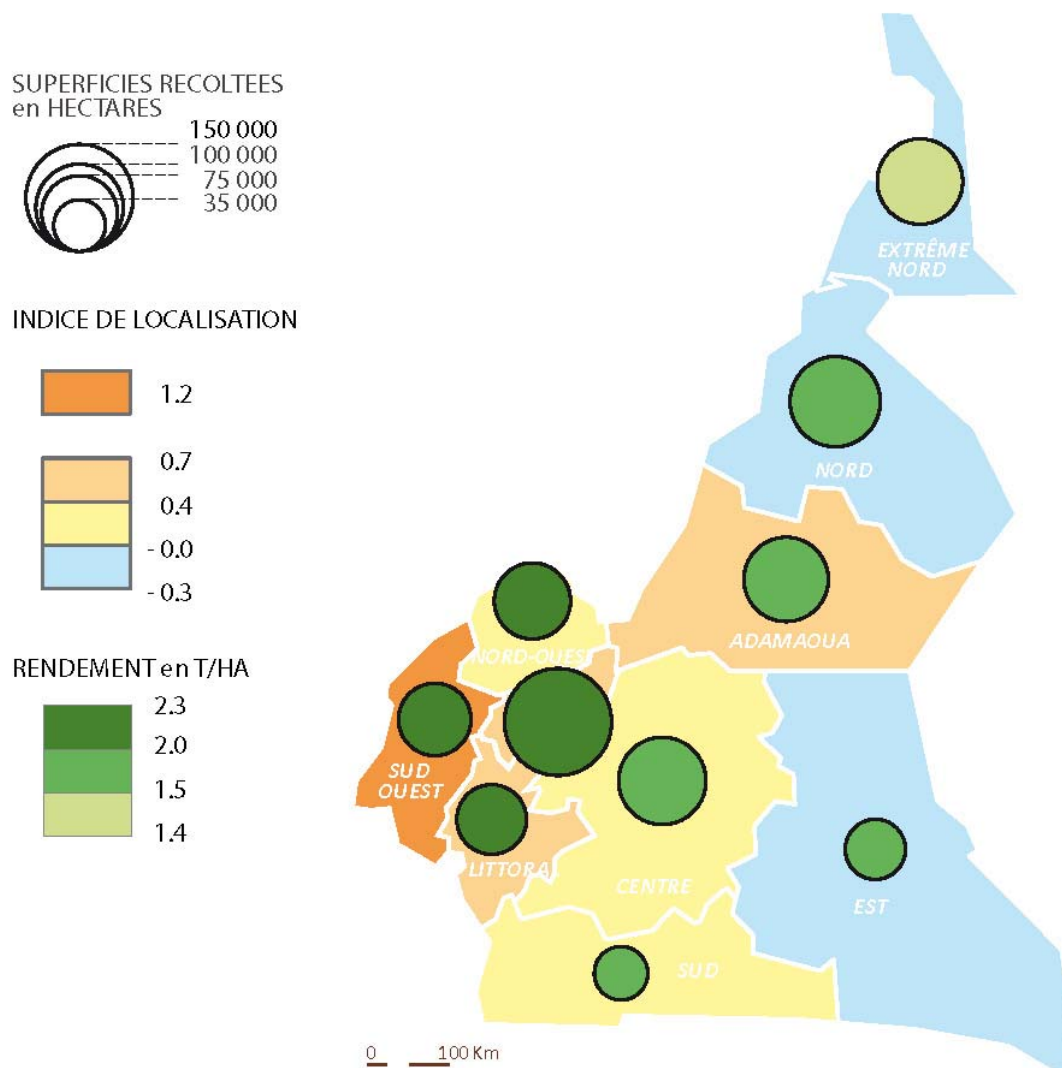 SUPERFICIES RECOLTEES
en HECTARES
150 000
100 000
75 000
35 000
INDICE DE LOCALISATION
1.2
0.7
0.4
- 0.0
- 0.3
RENDEMENT en T/HA
2.3
2.0
1.5
1.4
EXTRÊME
NORD
NORD
ADAMAOUA
NORD-OUEST
SUD
OUEST
LITTORAL
CENTRE
EST
SUD
0 100 Km